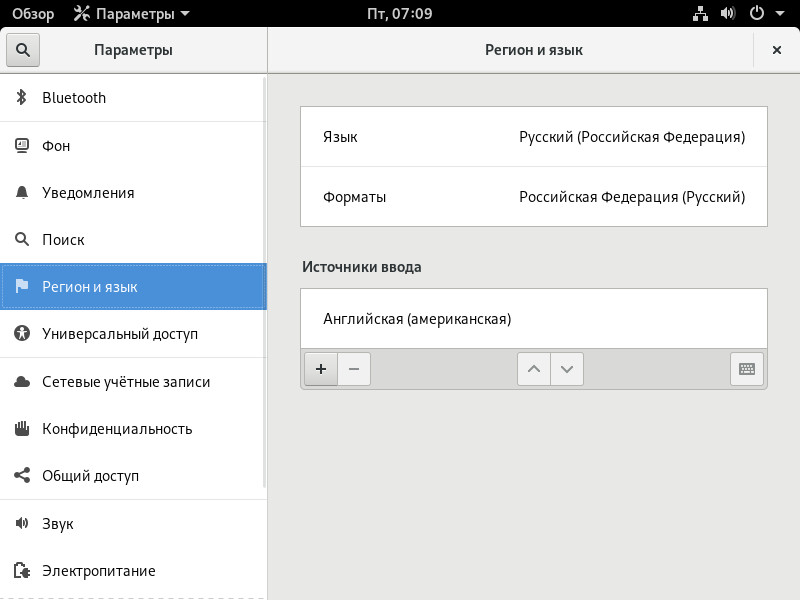 Обзор Параметры Пт, 07:09
Параметры Регион и язык
Bluetooth
Фон
Уведомления
Поиск
Регион и язык
Универсальный доступ
Сетевые учётные записи
Конфиденциальность
Общий доступ
Звук
Электропитание
Язык Русский (Российская Федерация)
Форматы Российская Федерация (Русский)
Источники ввода
Английская (американская)